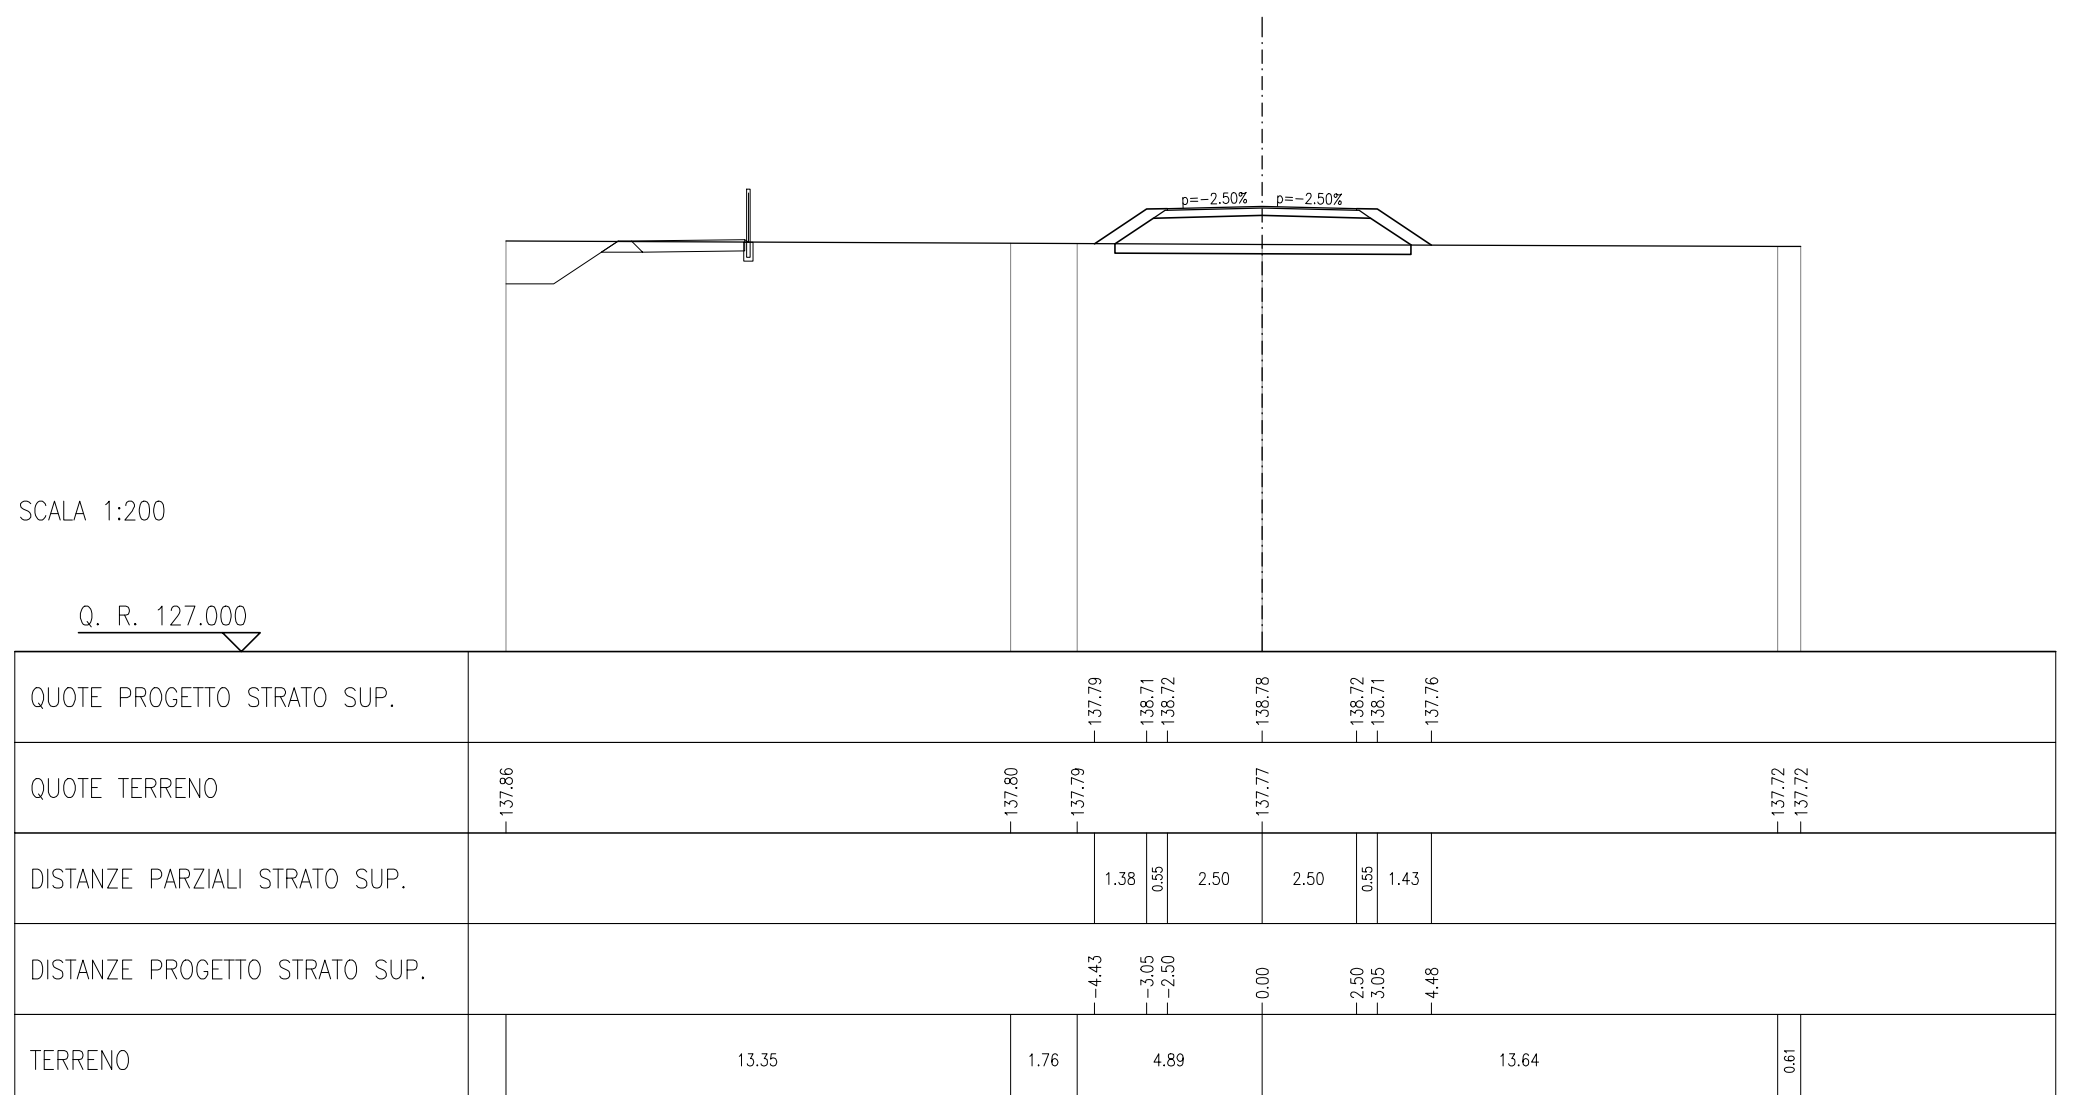 p=-2.50% p=-2.50%
SCALA 1:200
Q. R. 127.000
QUOTE PROGETTO STRATO SUP. 137.79 138.71 138.72 138.78 138.72 138.71 137.76
QUOTE TERRENO 137.86 137.80 137.79 137.77 137.72 137.72
DISTANZE PARZIALI STRATO SUP. 1.38 0.55 2.50 2.50 0.55 1.43
DISTANZE PROGETTO STRATO SUP. -4.43 -3.05 -2.50 0.00 2.50 3.05 4.48
TERRENO 13.35 1.76 4.89 13.64 0.61